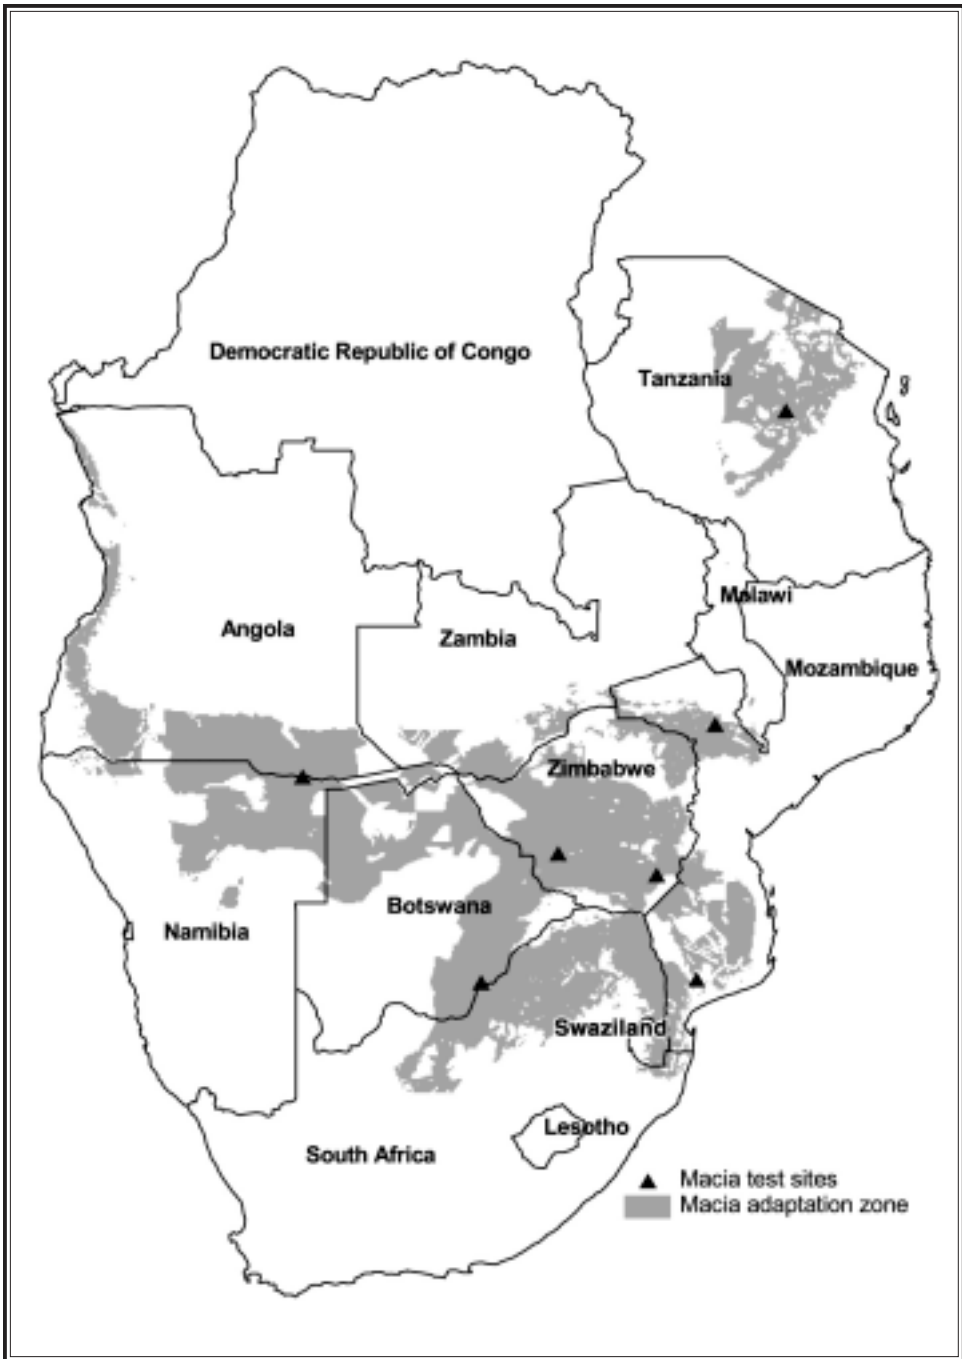 Democratic Republic of Congo
Tanzania
Malawi
Angola
Zambia
Mozambique
Zimbabwe
Botswana
Namibia
Swaziland
Lesotho
South Africa
Macia test sites
Macia adaptation zone